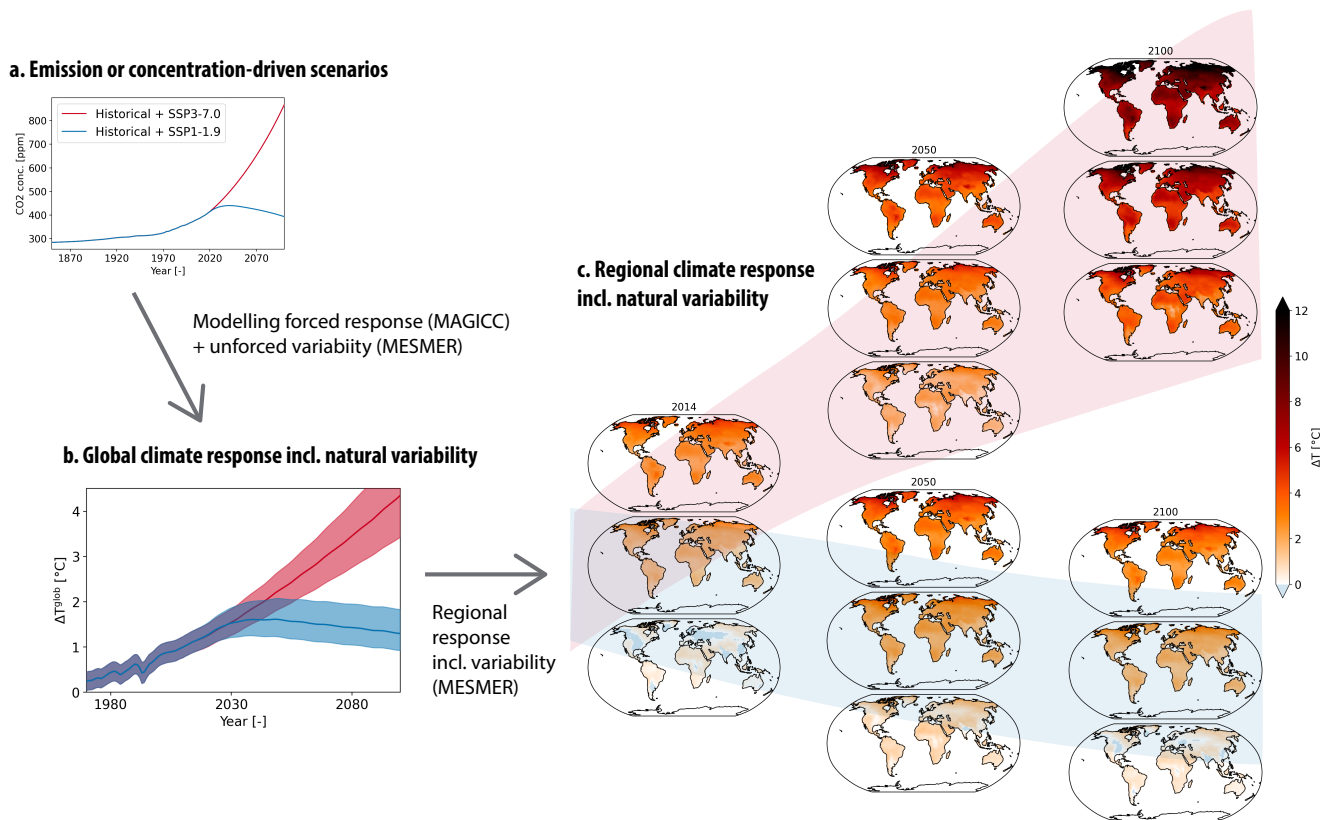 a. Emission or concentration-driven scenarios
Historical + SSP3-7.0
Historical + SSP1-1.9
CO2 conc. [ppm]
800
700
600
500
400
300
1870
1920
1970
2020
2070
Year [-]
Modelling forced response (MAGICC)
+ unforced variabiity (MESMER)
b. Global climate response incl. natural variability
ΔT^glob [°C]
4
3
2
1
0
1980
2030
2080
Year [-]
Regional
response
incl. variability
(MESMER)
c. Regional climate response
incl. natural variability
2014
2050
2100
2050
2100
12
10
8
6
4
2
0
ΔT [°C]